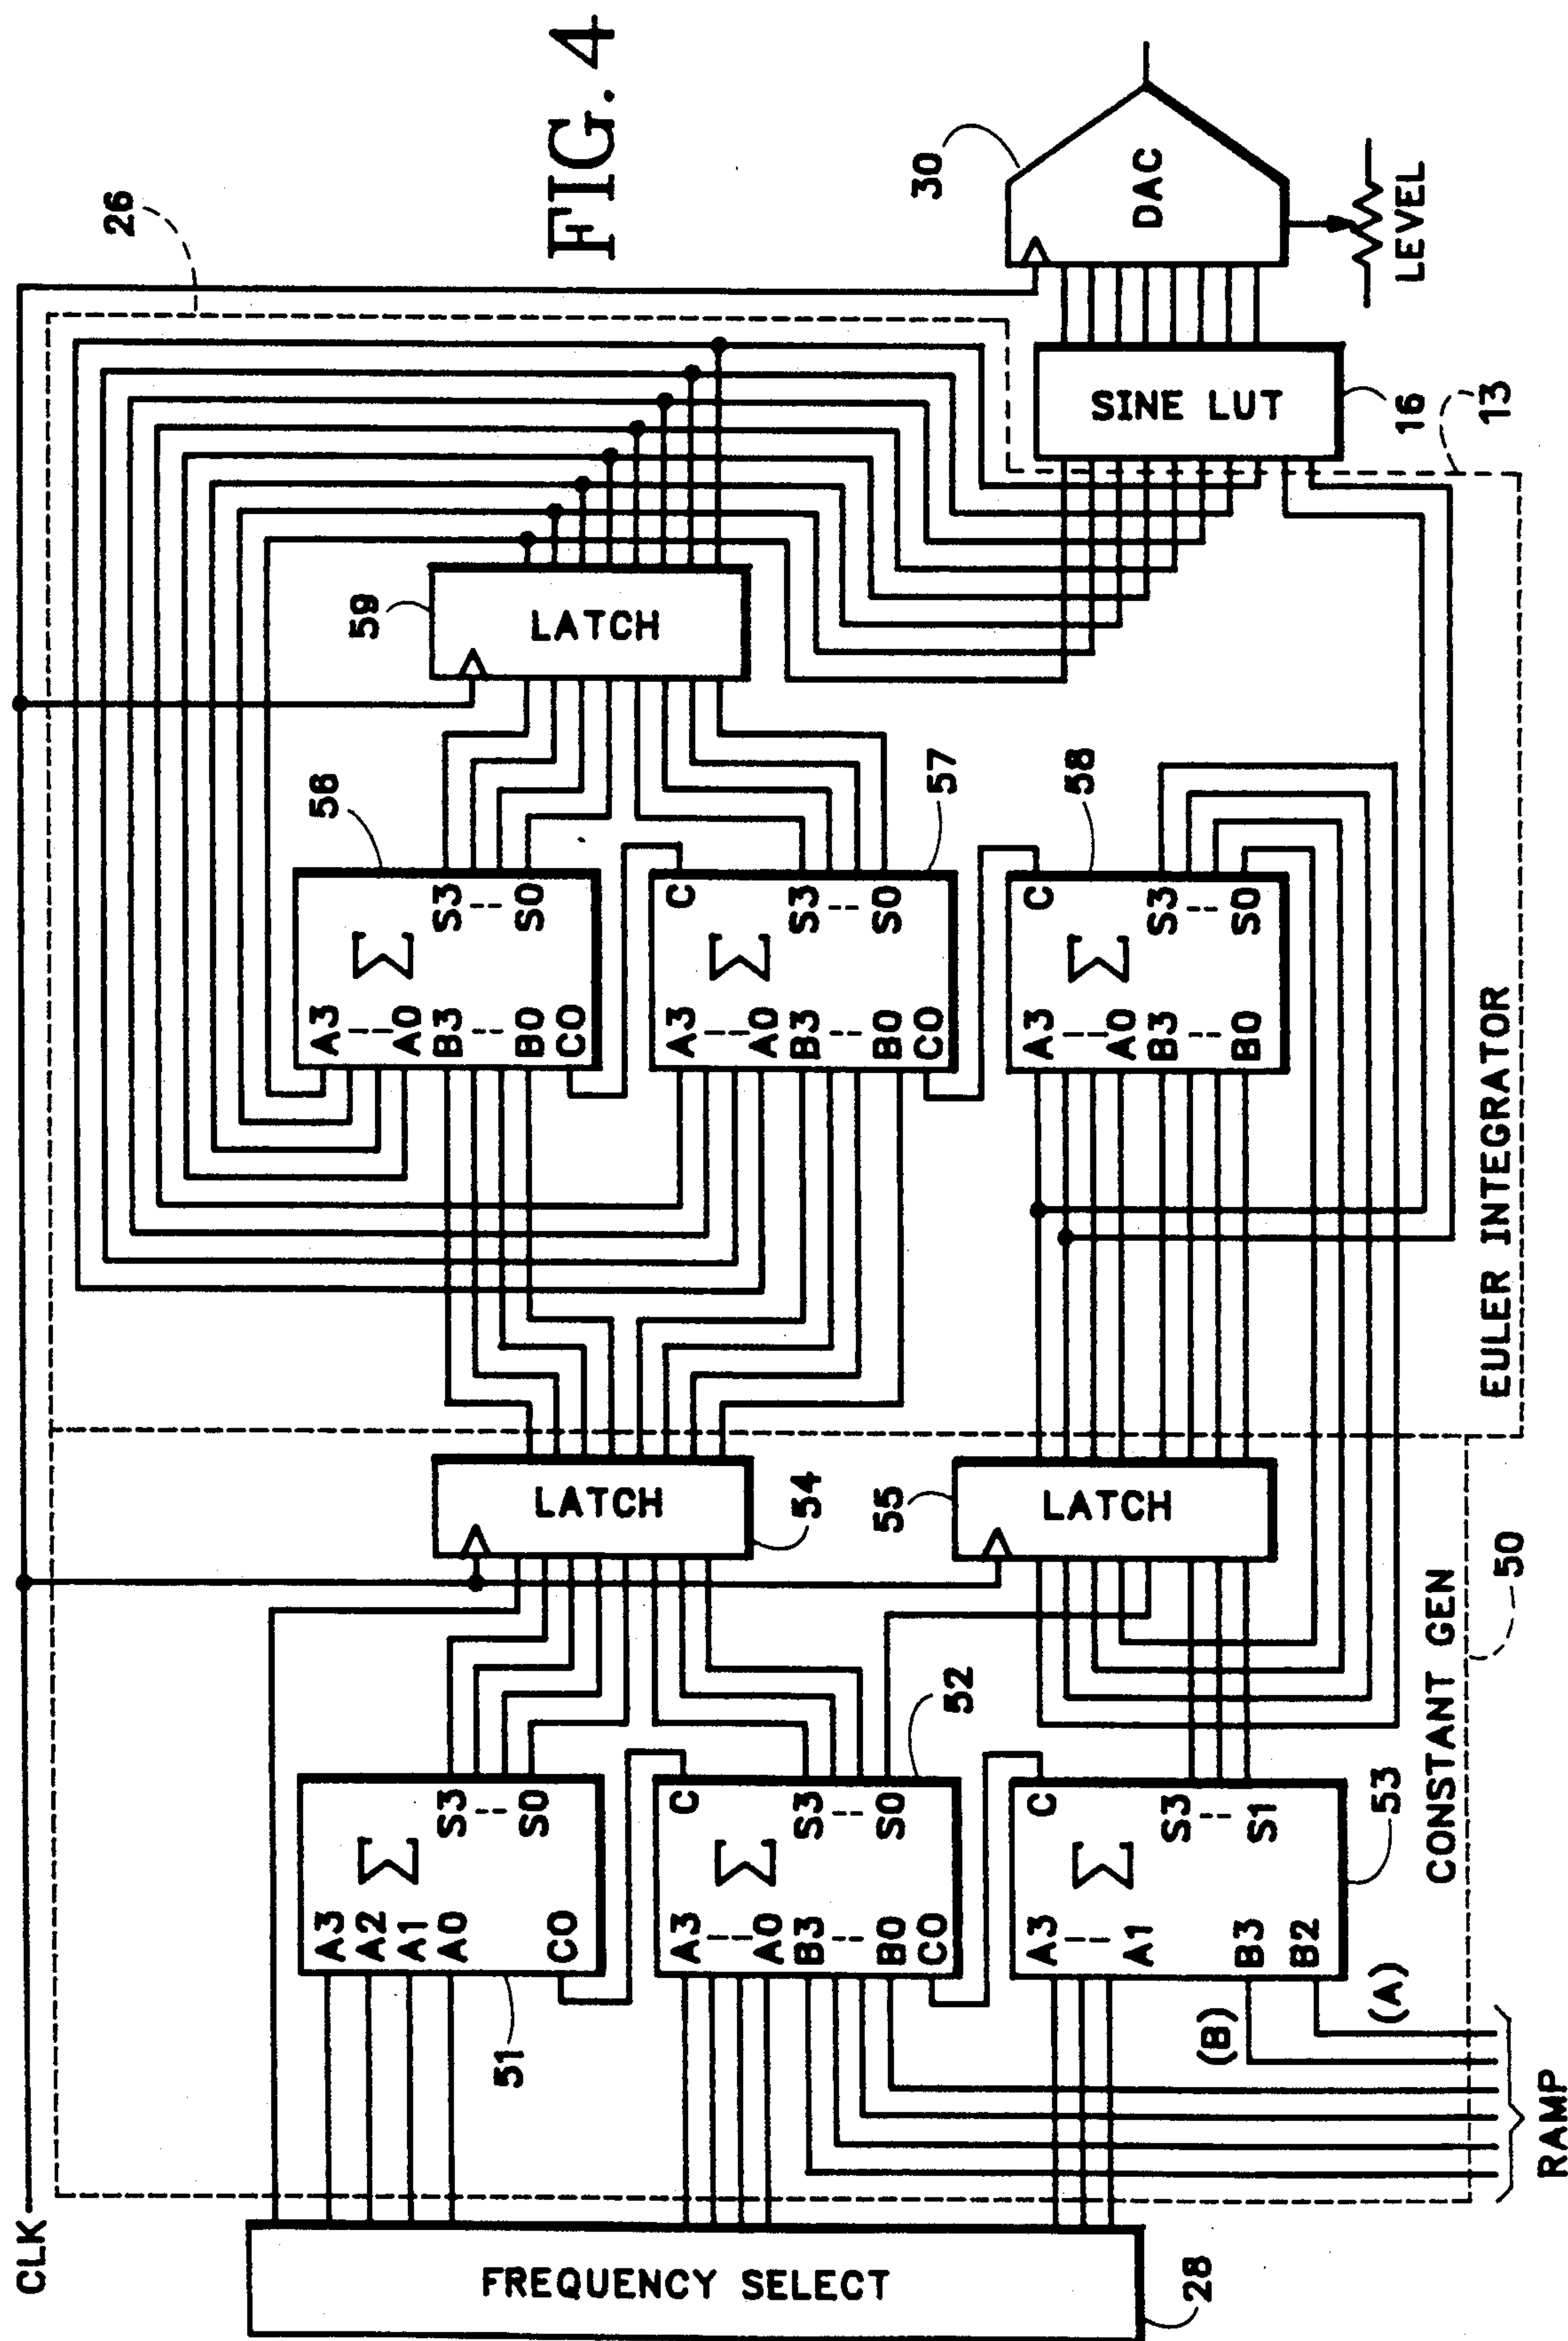 FIG. 4
CLK
FREQUENCY SELECT
28
A3
A2
A1
A0
CO
Σ
S3
--
S0
51
A3
--
A0
B3
--
B0
CO
Σ
C
S3
--
S0
52
A3
--
A1
B3
B2
Σ
C
S3
--
S1
53
(B)
(A)
RAMP
CONSTANT GEN
50
LATCH
54
LATCH
55
A3
--
A0
B3
--
B0
CO
Σ
S3
--
S0
56
A3
--
A0
B3
--
B0
CO
Σ
C
S3
--
S0
57
A3
--
A0
B3
--
B0
Σ
C
S3
--
S0
58
EULER INTEGRATOR
LATCH
59
26
SINE LUT
16
13
DAC
30
LEVEL